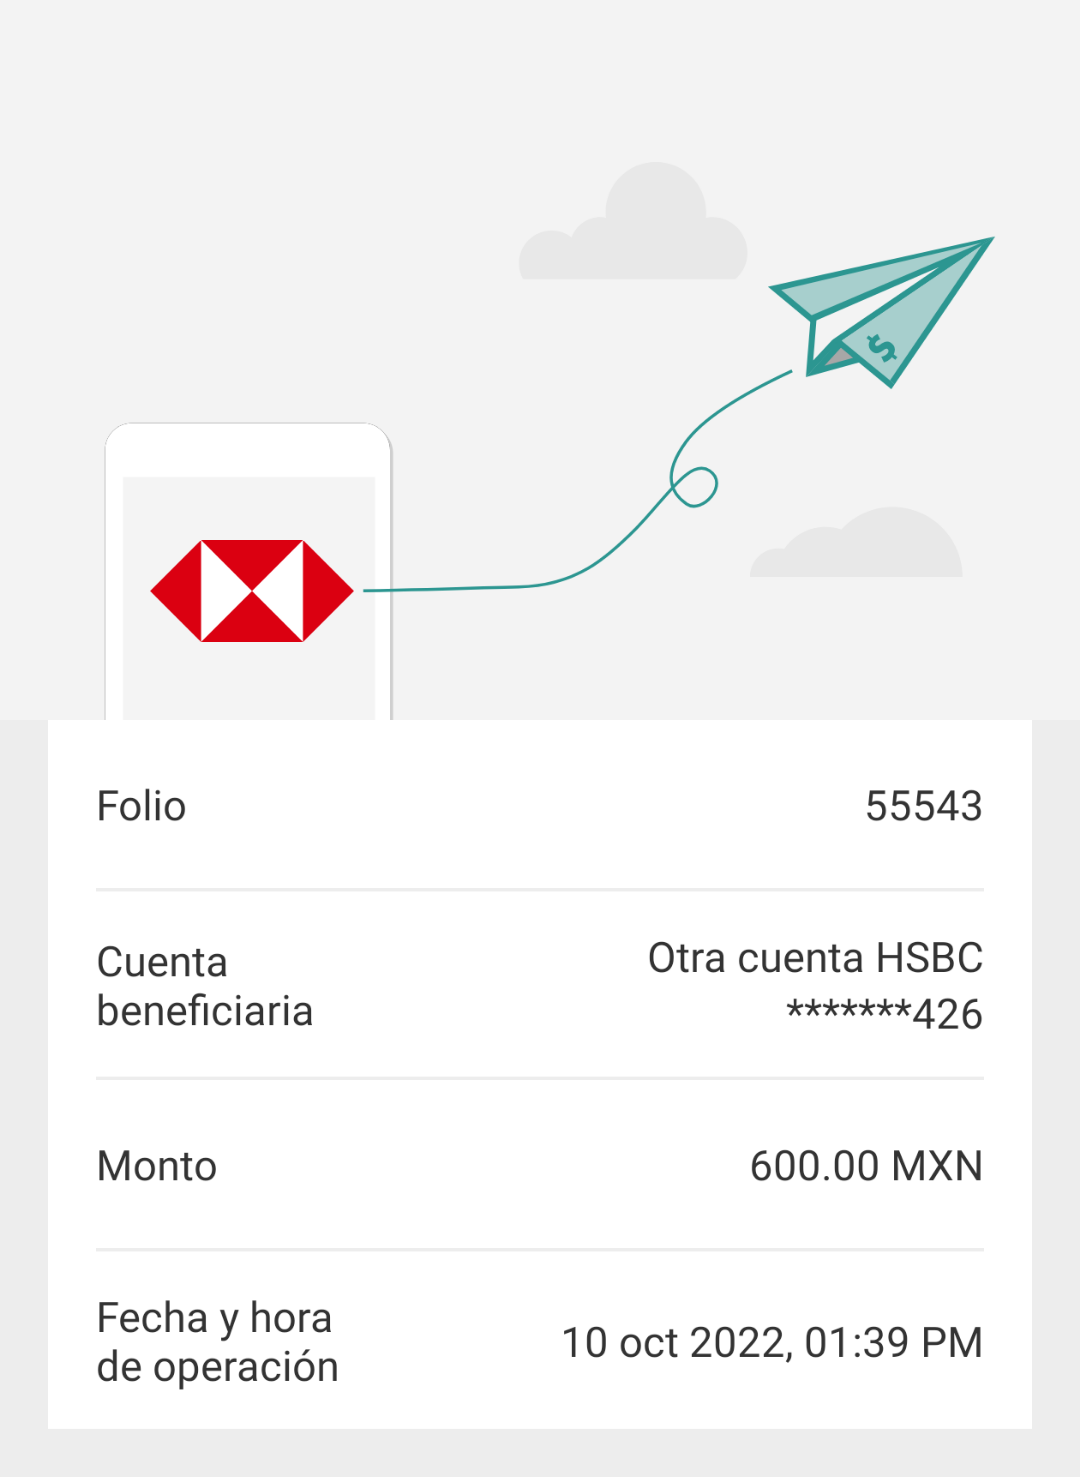 $
Folio 55543
Cuenta beneficiaria
Otra cuenta HSBC
*******426
Monto 600.00 MXN
Fecha y hora
de operación
10 oct 2022, 01:39 PM